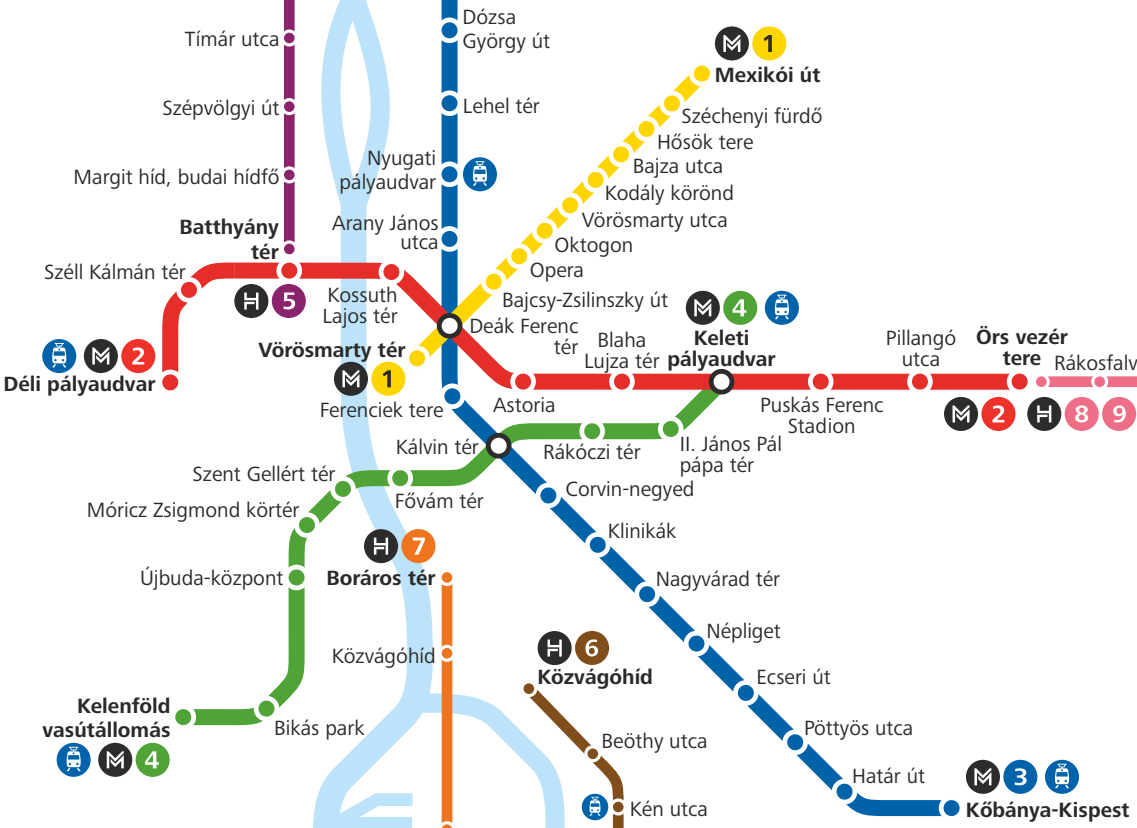 Tímár utca
Szépvölgyi út
Margit híd, budai hídfő
Batthyány
tér
Széll Kálmán tér
H 5
Kossuth
Lajos tér
M 2
Déli pályaudvar
Dózsa
György út
Lehel tér
Nyugati
pályaudvar
Arany János
utca
M 1
Mexikói út
Széchenyi fürdő
Hősök tere
Bajza utca
Kodály körönd
Vörösmarty utca
Oktogon
Opera
Bajcsy-Zsilinszky út
Deák Ferenc
tér
Vörösmarty tér
M 1
Ferenciek tere
Astoria
Blaha
Lujza tér
M 4
Keleti
pályaudvar
Puskás Ferenc
Stadion
Pillangó
utca
Örs vezér
tere
M 2
H 8 9
Rákosfalv
Kálvin tér
Rákóczi tér
II. János Pál
pápa tér
Szent Gellért tér
Fővám tér
Móricz Zsigmond körtér
Újbuda-központ
Kelenföld
vasútállomás
M 4
Bikás park
H 7
Boráros tér
Közvágóhíd
H 6
Közvágóhíd
Beöthy utca
Kén utca
Corvin-negyed
Klinikák
Nagyvárad tér
Népliget
Ecseri út
Pöttyös utca
Határ út
M 3
Kőbánya-Kispest